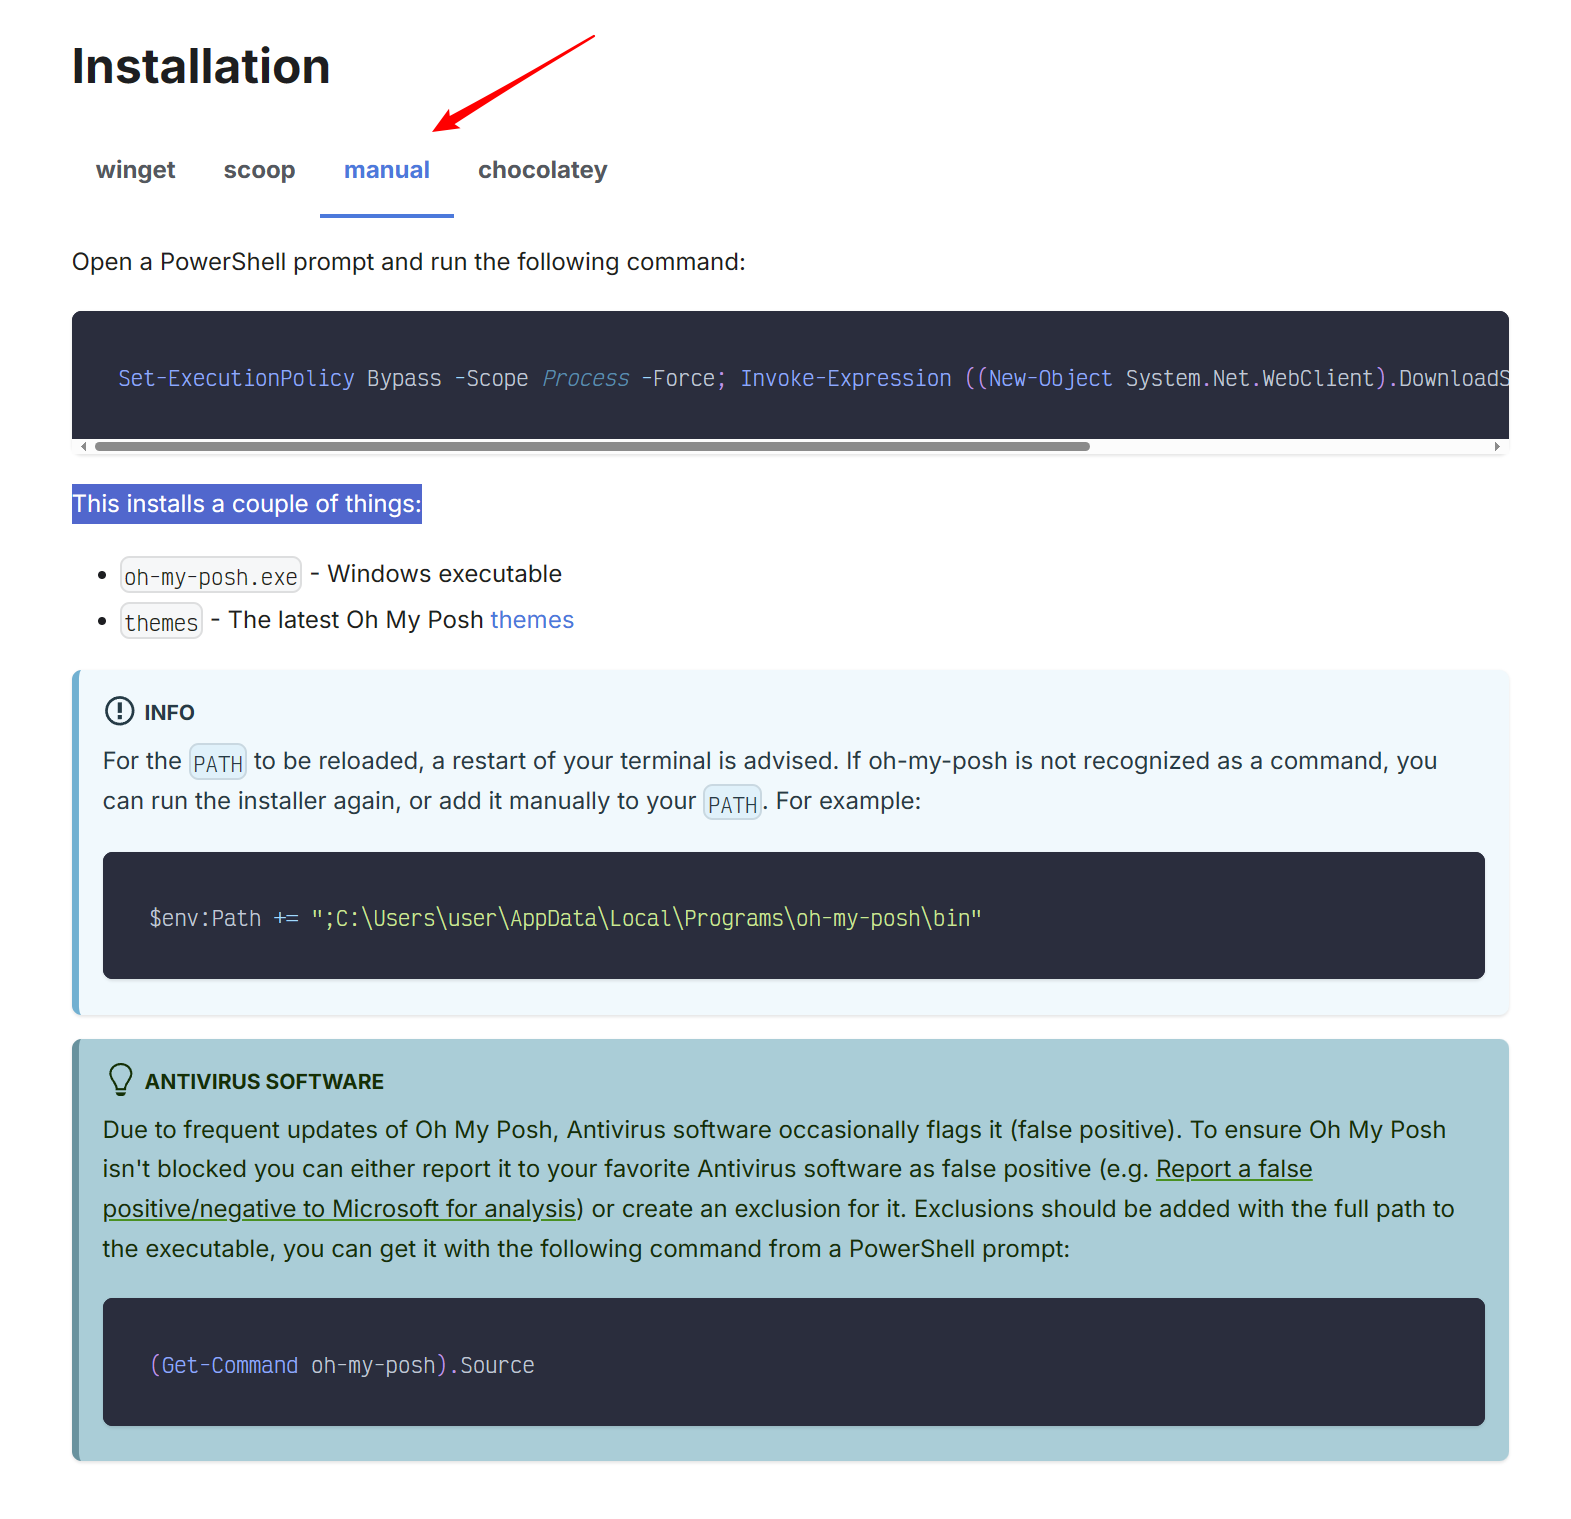 Installation
winget scoop manual chocolatey
Open a PowerShell prompt and run the following command:
Set-ExecutionPolicy Bypass -Scope Process -Force; Invoke-Expression ((New-Object System.Net.WebClient).DownloadS
This installs a couple of things:
• oh-my-posh.exe - Windows executable
• themes - The latest Oh My Posh themes
INFO
For the PATH to be reloaded, a restart of your terminal is advised. If oh-my-posh is not recognized as a command, you
can run the installer again, or add it manually to your PATH. For example:
$env:Path += ";C:\Users\user\AppData\Local\Programs\oh-my-posh\bin"
ANTIVIRUS SOFTWARE
Due to frequent updates of Oh My Posh, Antivirus software occasionally flags it (false positive). To ensure Oh My Posh
isn't blocked you can either report it to your favorite Antivirus software as false positive (e.g. Report a false
positive/negative to Microsoft for analysis) or create an exclusion for it. Exclusions should be added with the full path to
the executable, you can get it with the following command from a PowerShell prompt:
(Get-Command oh-my-posh).Source